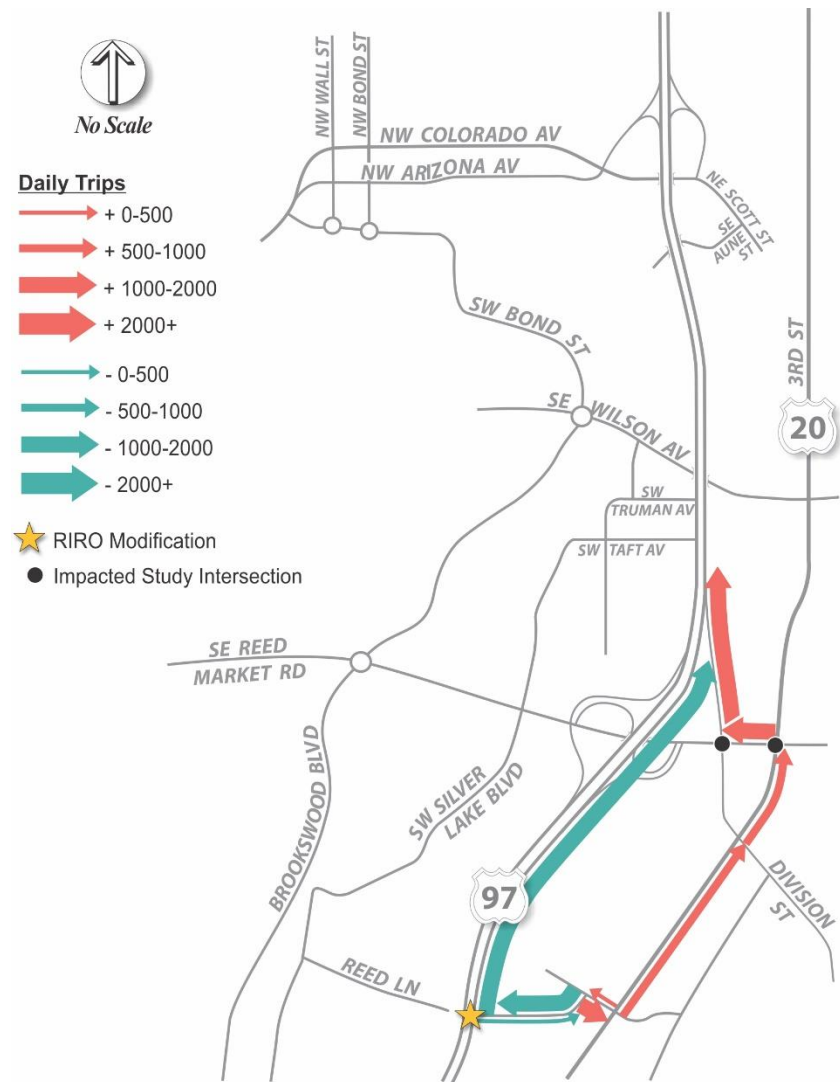 No Scale
Daily Trips
+ 0-500
+ 500-1000
+ 1000-2000
+ 2000+
- 0-500
- 500-1000
- 1000-2000
- 2000+
RIRO Modification
Impacted Study Intersection
NW WALL ST
NW BOND ST
NW COLORADO AV
NW ARIZONA AV
NE SCOTT ST
SE
AUNE ST
SW BOND ST
3RD ST
20
SE WILSON AV
SW
TRUMAN AV
SW TAFT AV
SE REED
MARKET RD
BROOKSWOOD BLVD
SW SILVER
LAKE BLVD
97
DIVISION
ST
REED LN